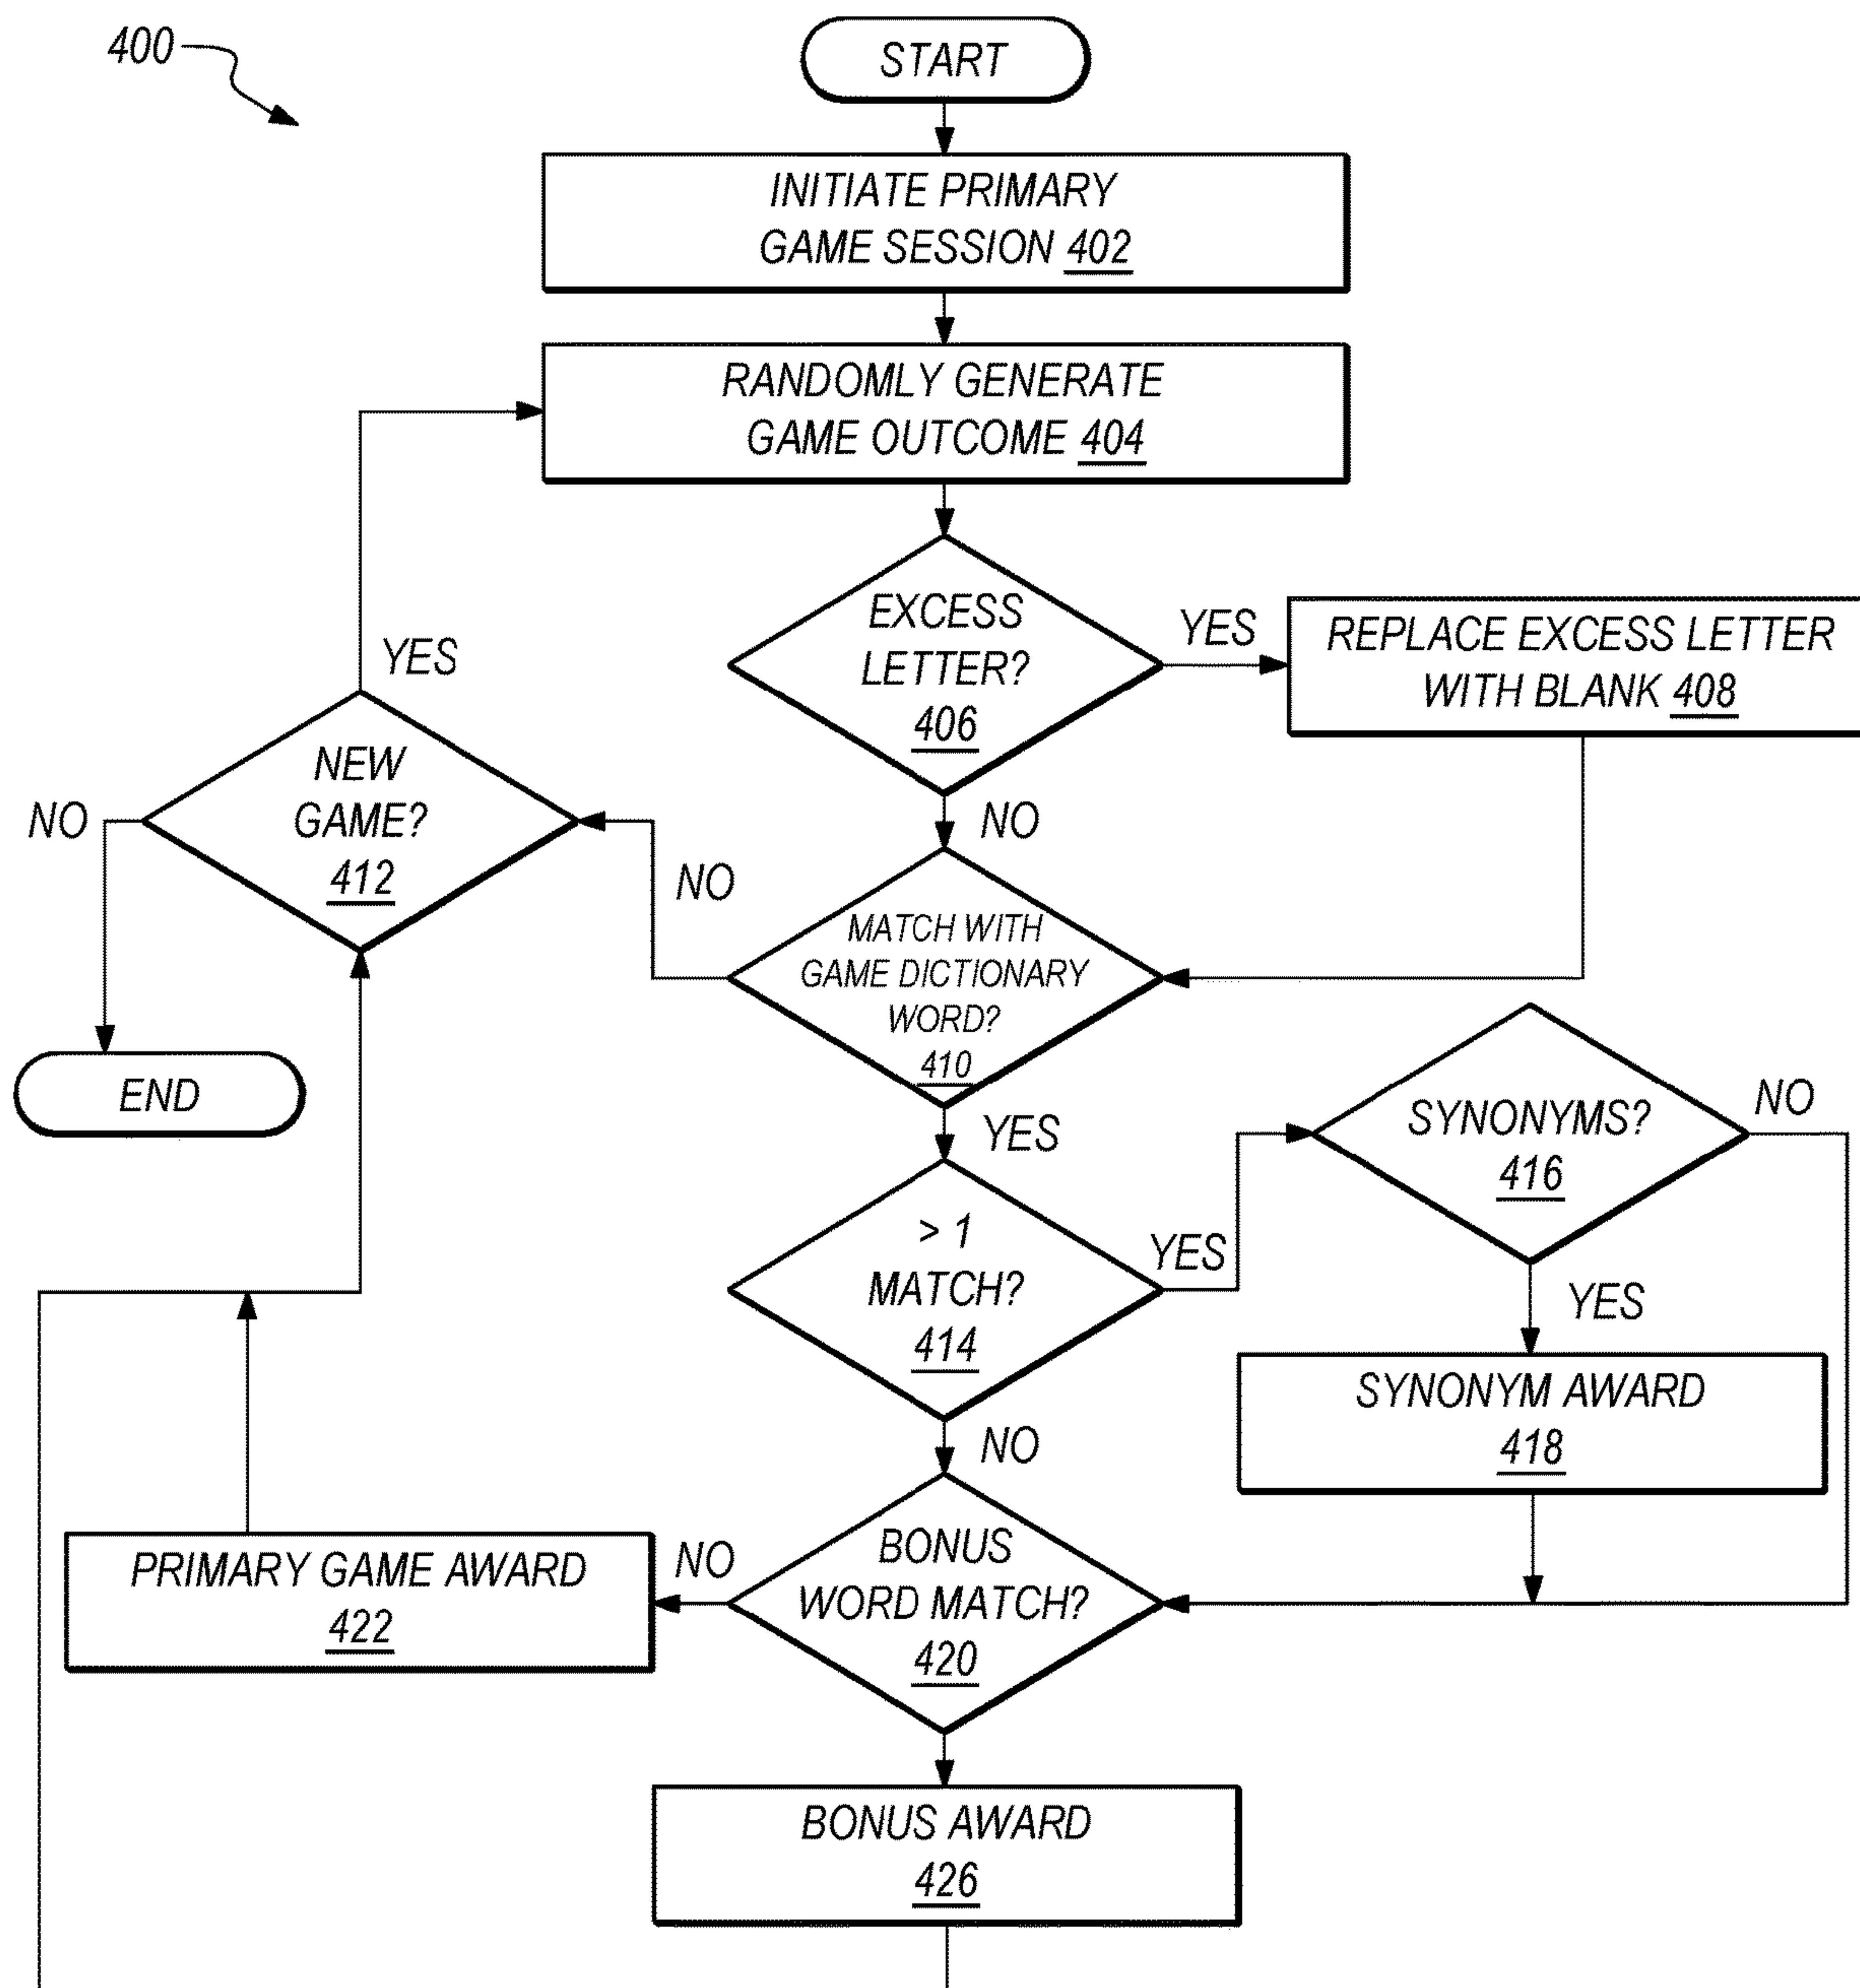 400
START
INITIATE PRIMARY
GAME SESSION 402
RANDOMLY GENERATE
GAME OUTCOME 404
EXCESS
LETTER?
406
YES
REPLACE EXCESS LETTER
WITH BLANK 408
NO
YES
NEW
GAME?
412
NO
NO
MATCH WITH
GAME DICTIONARY
WORD?
410
END
YES
SYNONYMS?
416
NO
> 1
MATCH?
414
YES
YES
SYNONYM AWARD
418
NO
BONUS
WORD MATCH?
420
NO
PRIMARY GAME AWARD
422
BONUS AWARD
426